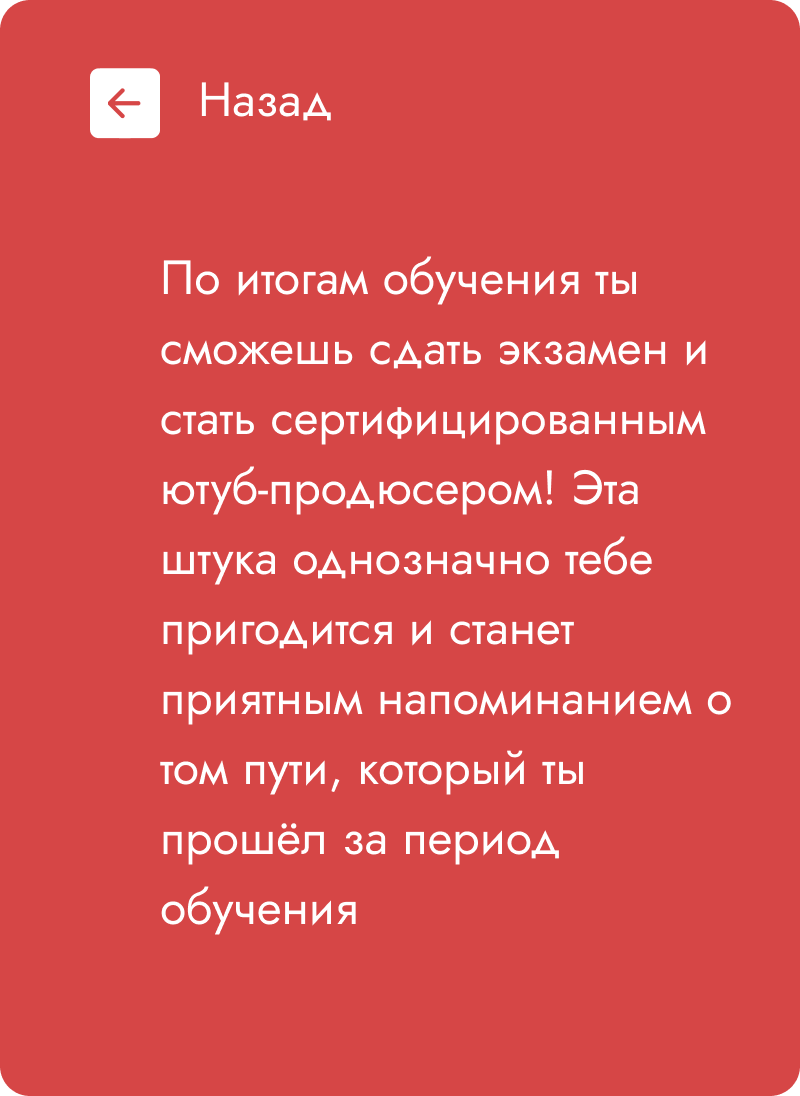 Назад
По итогам обучения ты
сможешь сдать экзамен и
стать сертифицированным
ютуб-продюсером! Эта
штука однозначно тебе
пригодится и станет
приятным напоминанием о
том пути, который ты
прошёл за период
обучения